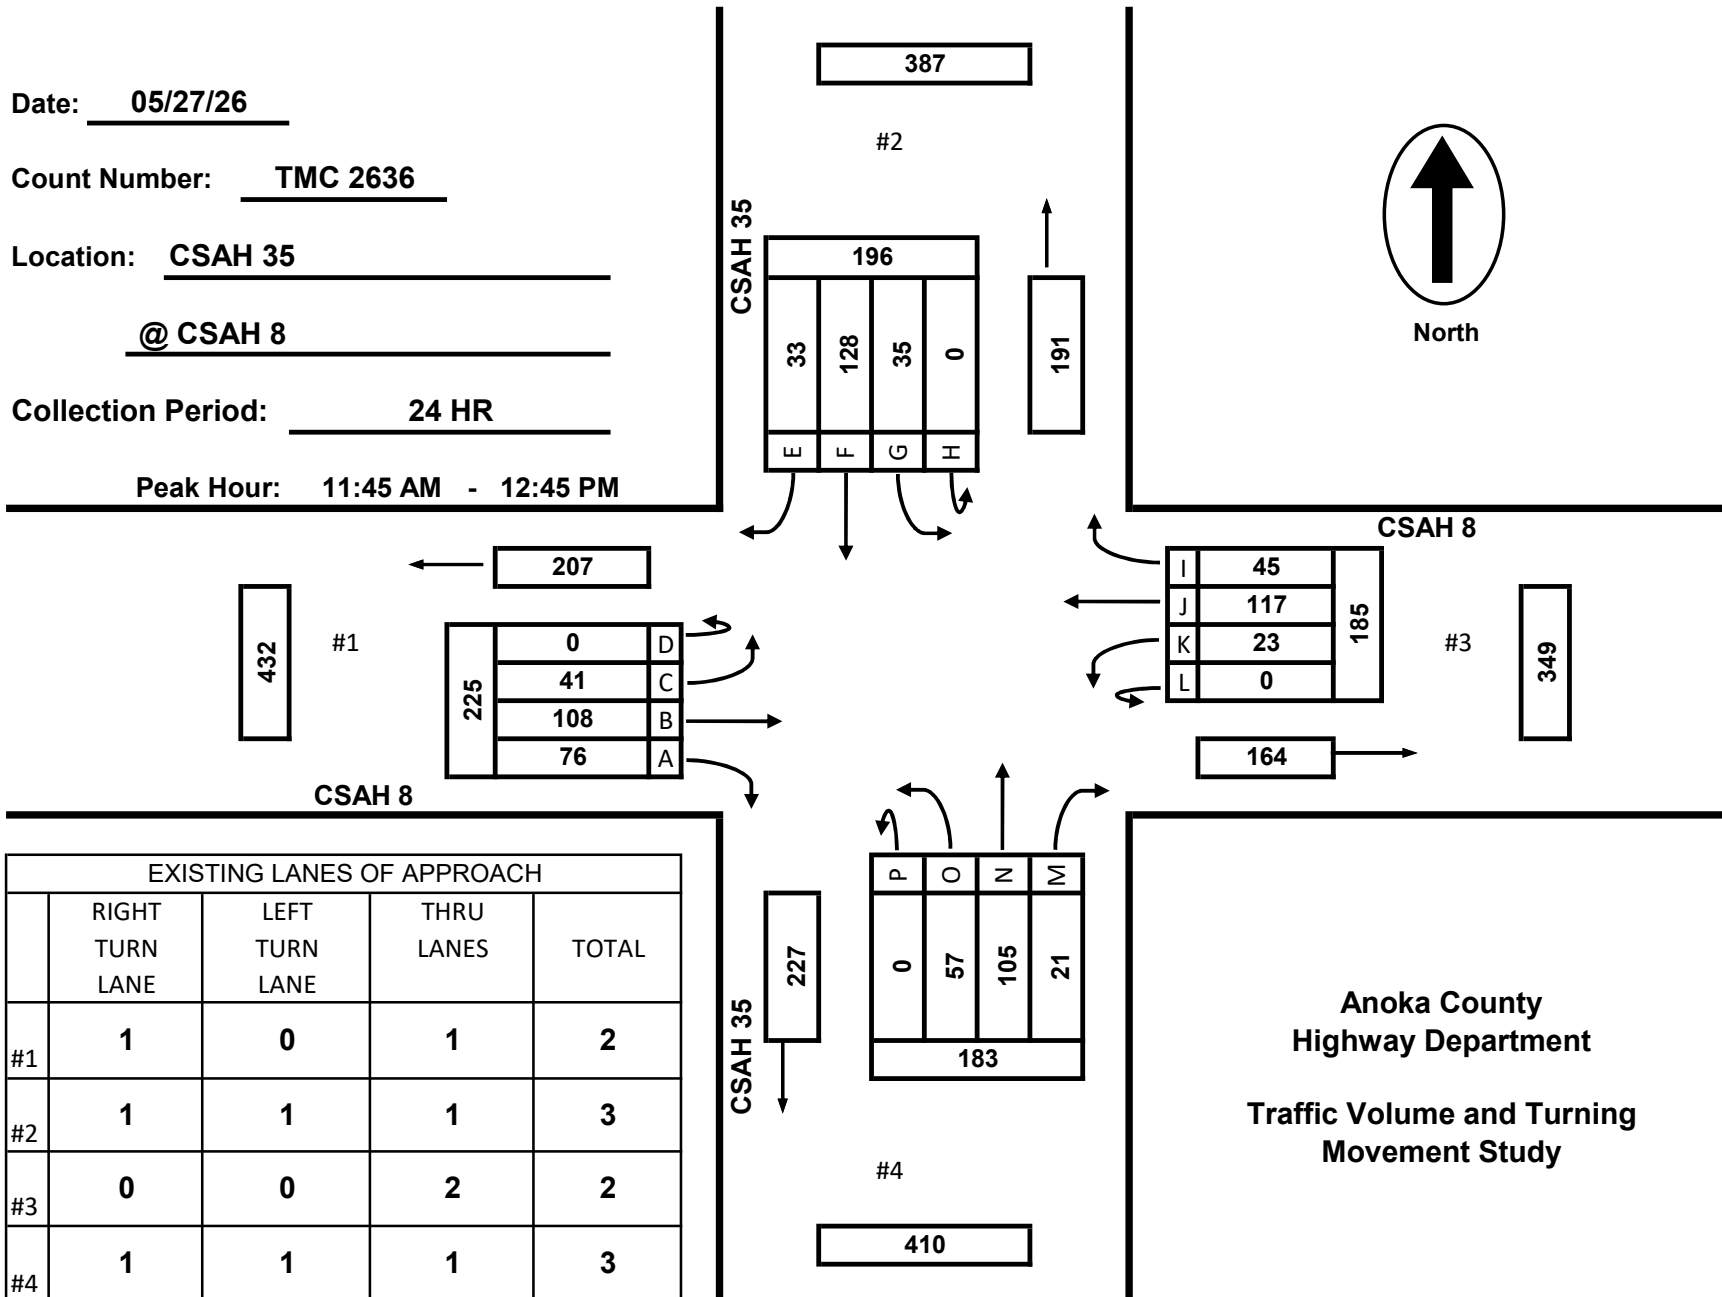 Date: 05/27/26
Count Number: TMC 2636
Location: CSAH 35
@ CSAH 8
Collection Period: 24 HR
Peak Hour: 11:45 AM - 12:45 PM
387
#2
CSAH 35
196
33 128 35 0
E F G H
191
North
CSAH 8
207
432
#1
225
0 D
41 C
108 B
76 A
CSAH 8
I 45
J 117
K 23
L 0
185
#3
349
164
P O N M
0 57 105 21
183
227
CSAH 35
#4
410
EXISTING LANES OF APPROACH
RIGHT TURN LANE
LEFT TURN LANE
THRU LANES
TOTAL
#1 1 0 1 2
#2 1 1 1 3
#3 0 0 2 2
#4 1 1 1 3
Anoka County
Highway Department
Traffic Volume and Turning
Movement Study